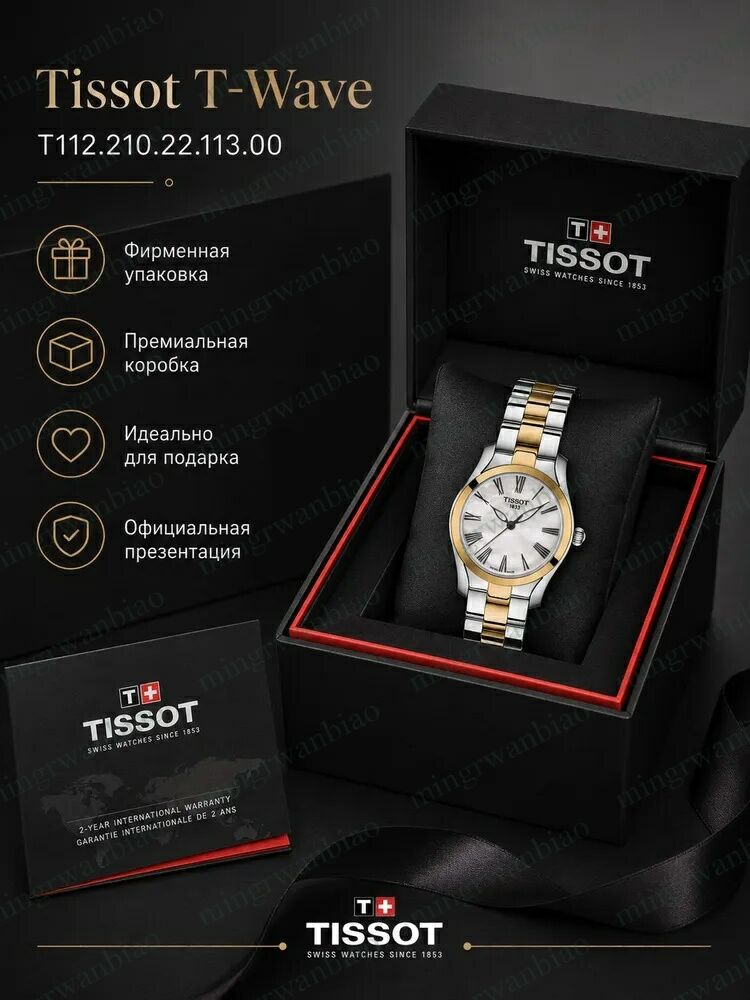 Tissot T-Wave
T112.210.22.113.00
Фирменная
упаковка
Премиальная
коробка
Идеально
для подарка
Официальная
презентация
T+
TISSOT
SWISS WATCHES SINCE 1853
TISSOT
1853
T+
TISSOT
SWISS WATCHES SINCE 1853
2-YEAR INTERNATIONAL WARRANTY
GARANTIE INTERNATIONALE DE 2 ANS
T+
TISSOT
SWISS WATCHES SINCE 1853
mingrwanbiao